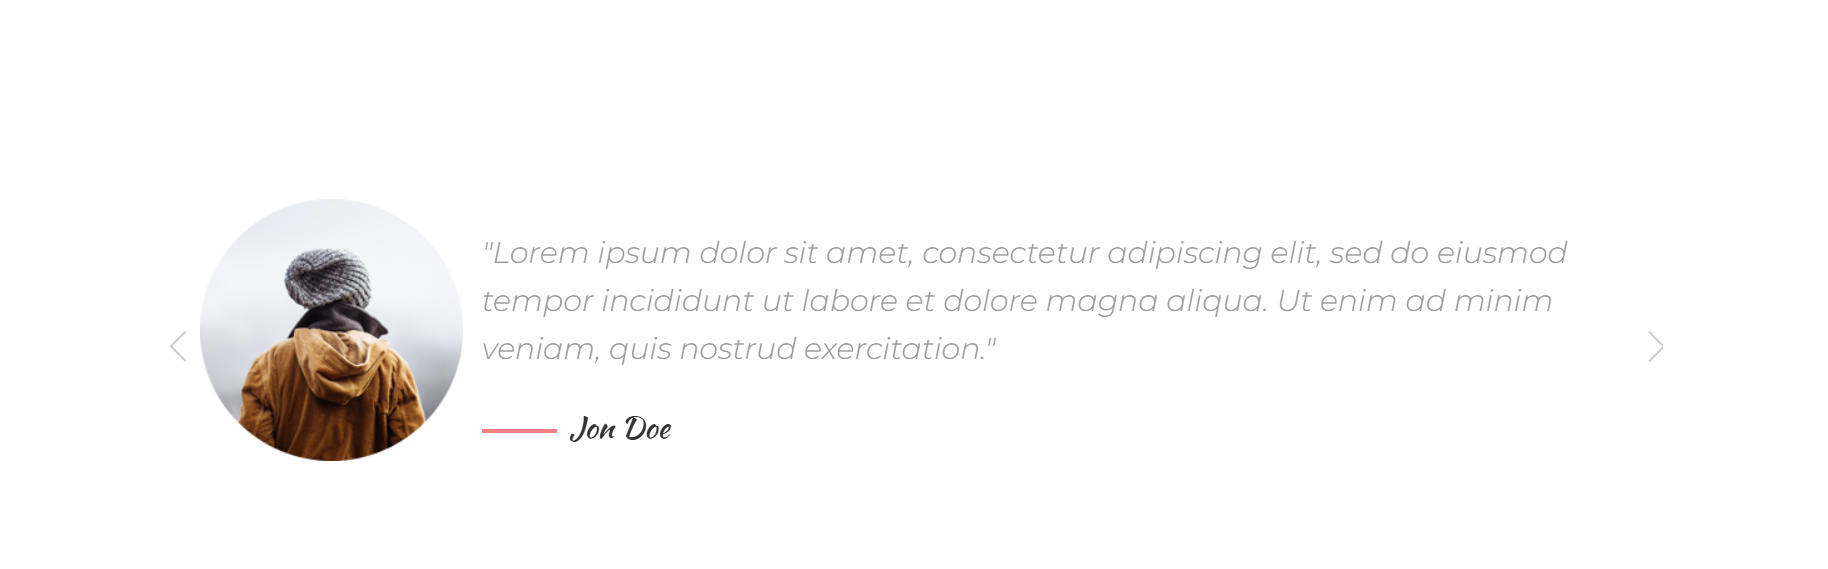 "Lorem ipsum dolor sit amet, consectetur adipiscing elit, sed do eiusmod
tempor incididunt ut labore et dolore magna aliqua. Ut enim ad minim
veniam, quis nostrud exercitation."
Jon Doe